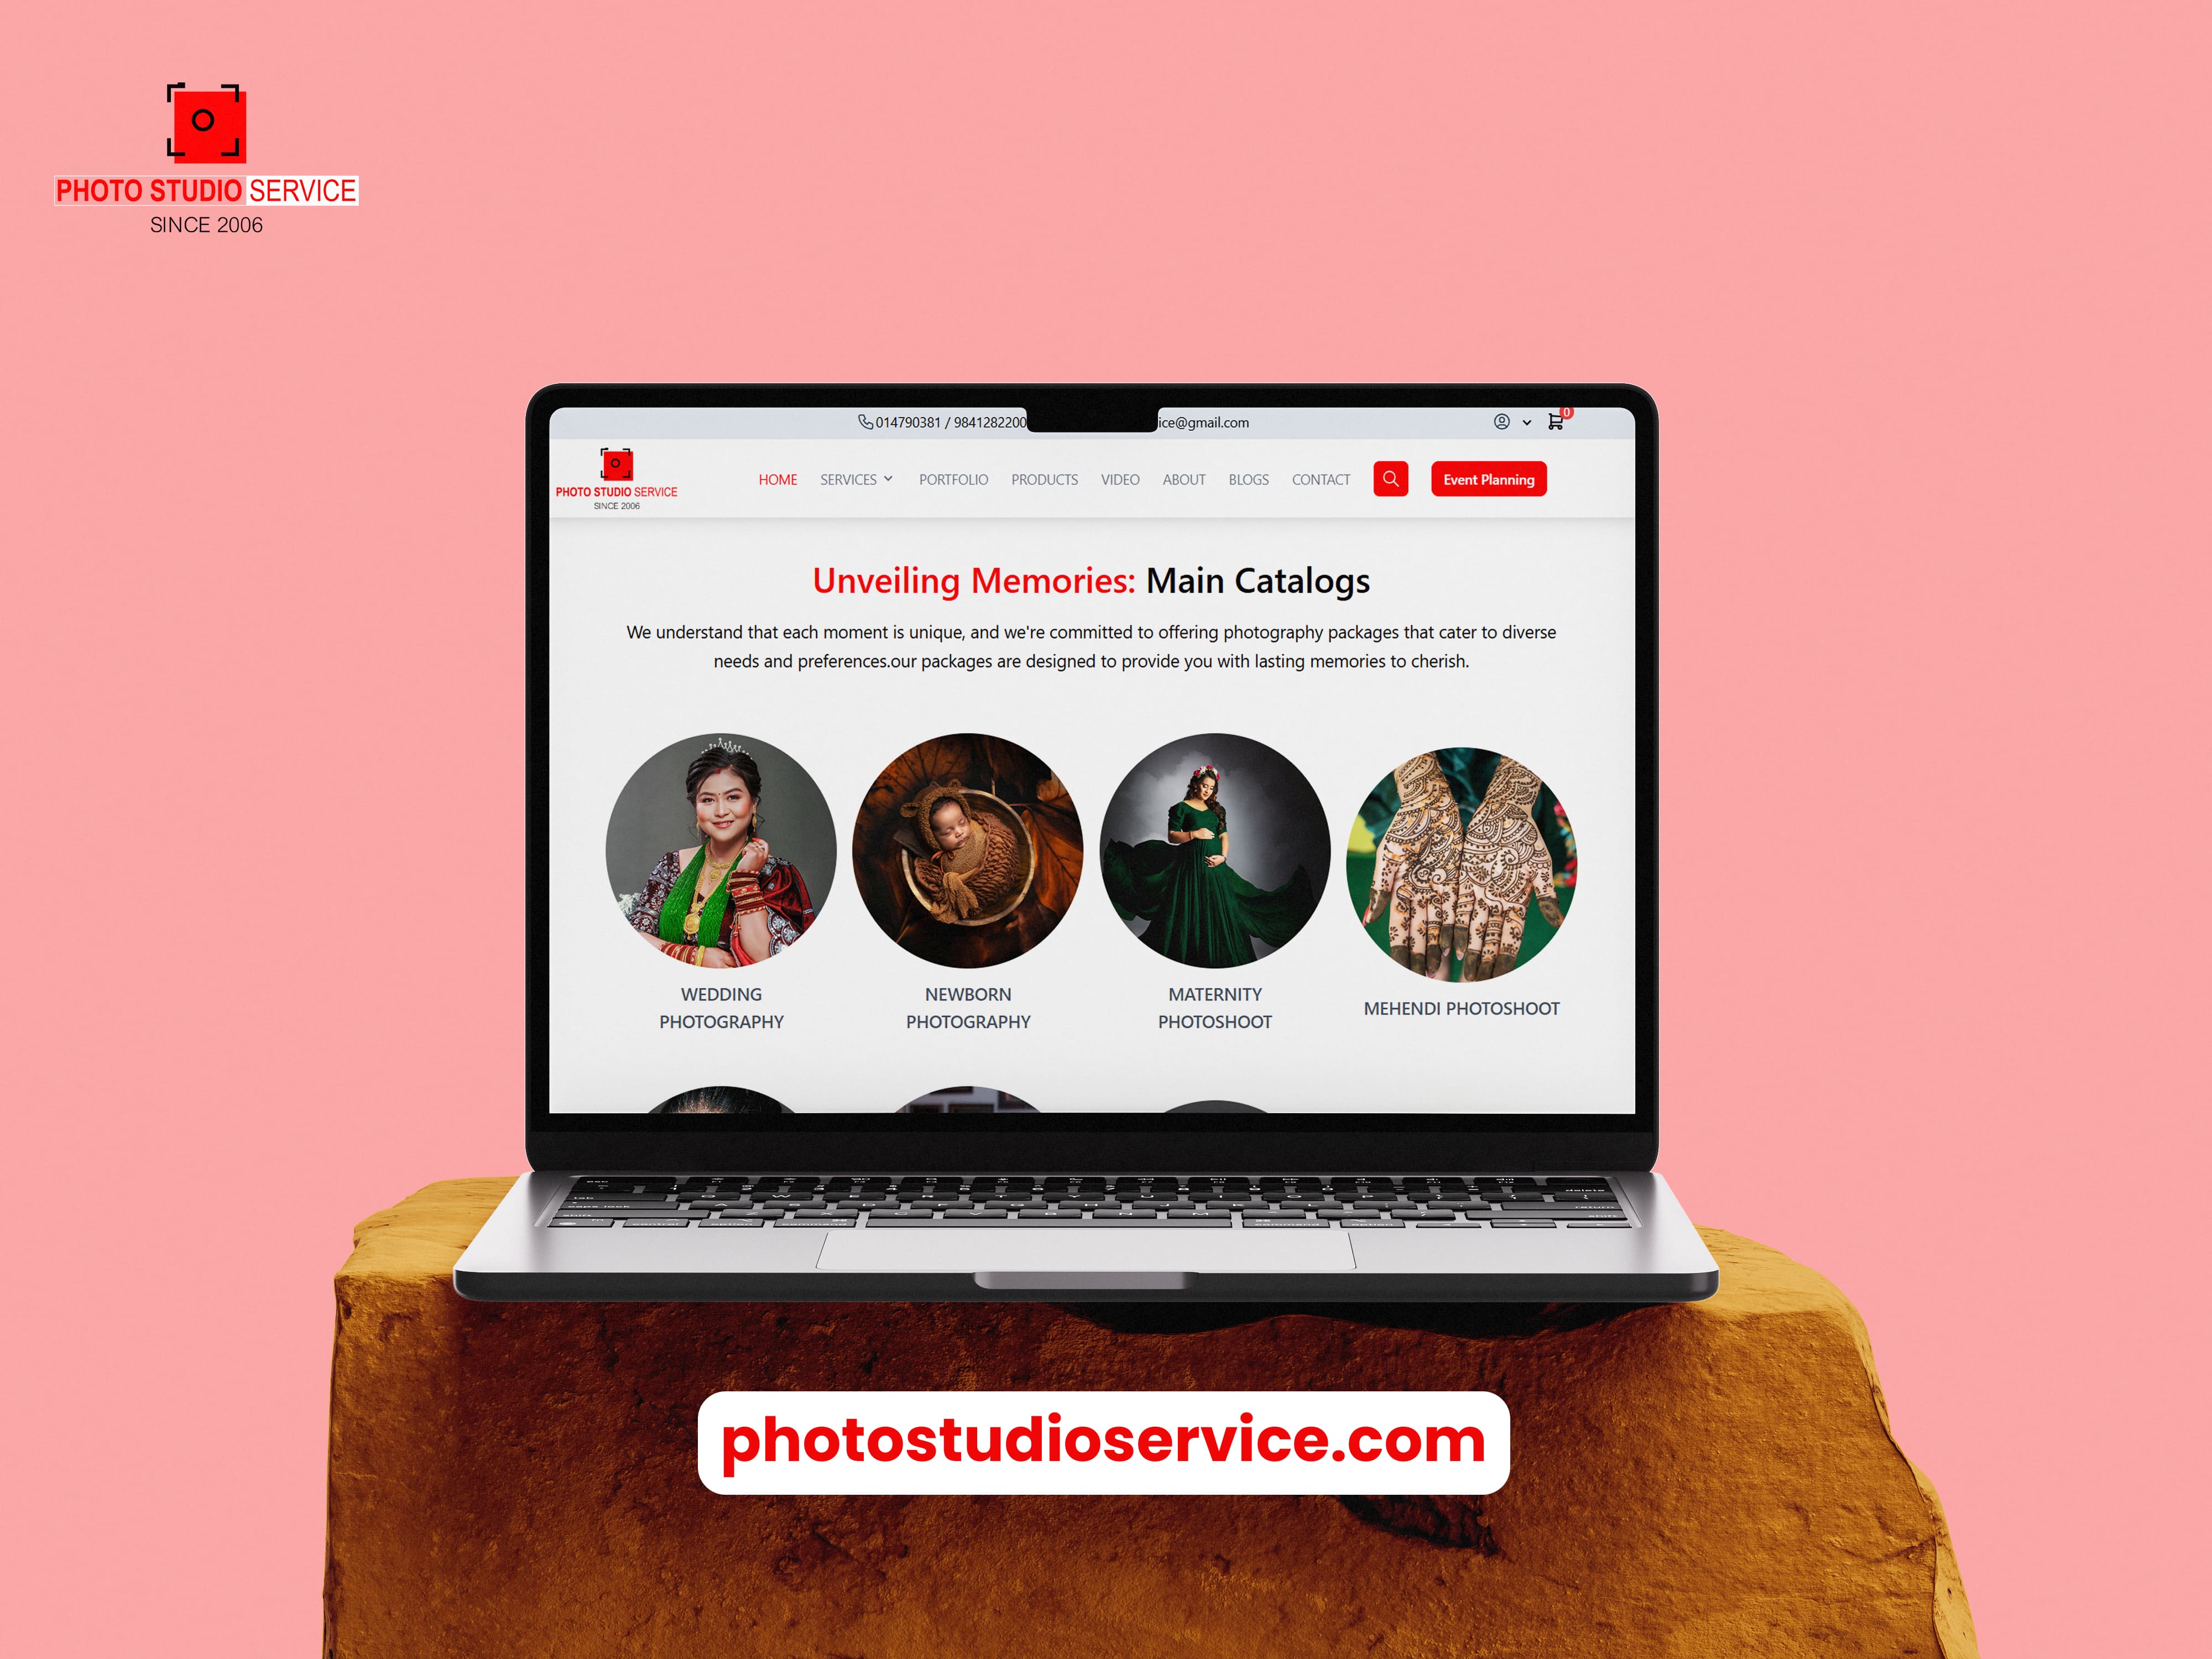 PHOTO STUDIO SERVICE
SINCE 2006
014790381 / 9841282200
ice@gmail.com
0
PHOTO STUDIO SERVICE
SINCE 2006
HOME SERVICES PORTFOLIO PRODUCTS VIDEO ABOUT BLOGS CONTACT Event Planning
Unveiling Memories: Main Catalogs
We understand that each moment is unique, and we're committed to offering photography packages that cater to diverse
needs and preferences.our packages are designed to provide you with lasting memories to cherish.
WEDDING
PHOTOGRAPHY
NEWBORN
PHOTOGRAPHY
MATERNITY
PHOTOSHOOT
MEHENDI PHOTOSHOOT
photostudioservice.com